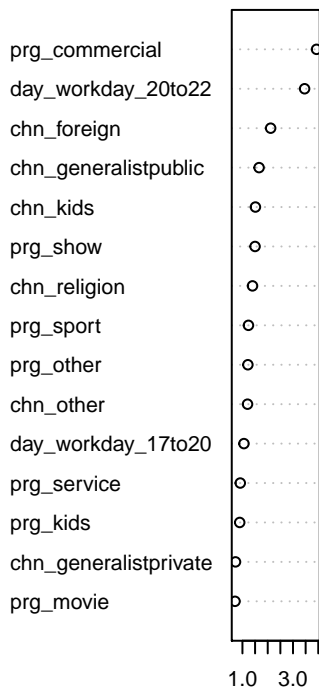 prg_commercial
day_workday_20to22
chn_foreign
chn_generalistpublic
chn_kids
prg_show
chn_religion
prg_sport
prg_other
chn_other
day_workday_17to20
prg_service
prg_kids
chn_generalistprivate
prg_movie
1.0 3.0